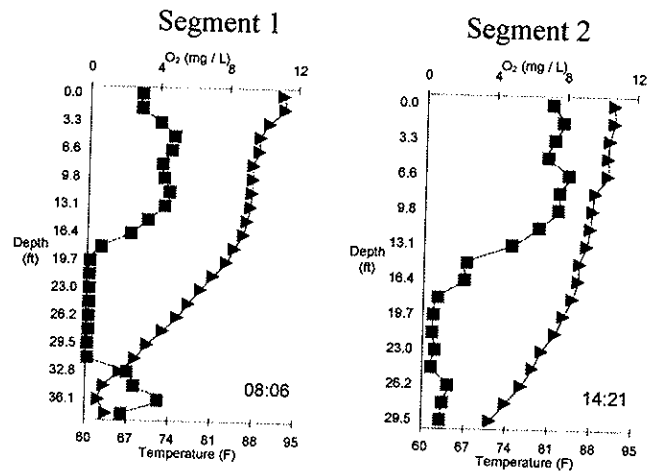 Segment 1
O₂ (mg / L)
0 4 8 12
0.0
3.3
6.6
9.8
13.1
16.4
Depth
(ft)
19.7
23.0
26.2
29.5
32.8
36.1
08:06
60 67 74 81 88 95
Temperature (F)
Segment 2
O₂ (mg / L)
0 4 8 12
0.0
3.3
6.6
9.8
13.1
Depth
(ft)
16.4
19.7
23.0
26.2
29.5
14:21
60 67 74 81 88 95
Temperature (F)